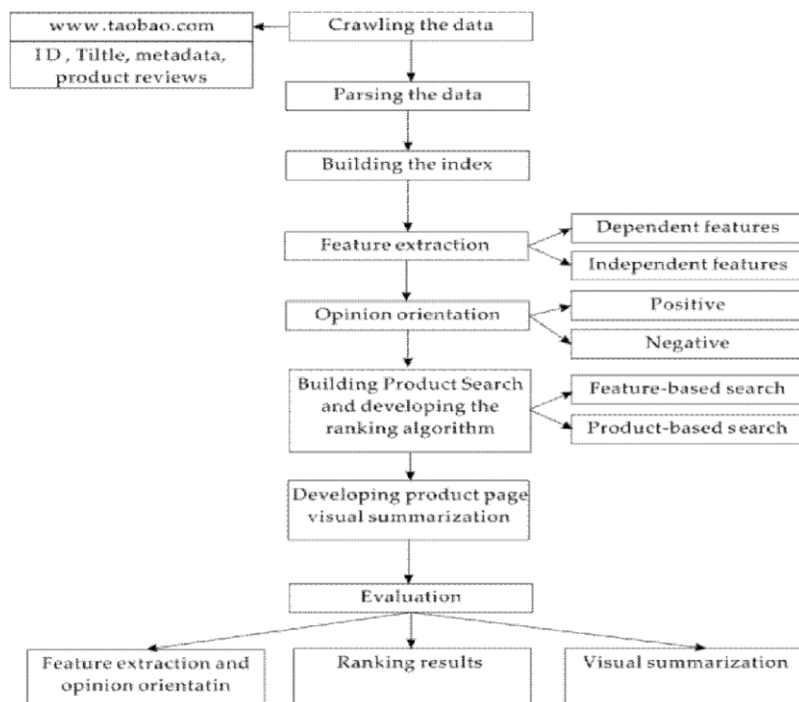 www.taobao.com
Crawling the data
ID, Tiltle, metadata,
product reviews
Parsing the data
Building the index
Feature extraction
Dependent features
Independent features
Opinion orientation
Positive
Negative
Building Product Search
and developing the
ranking algorithm
Feature-based search
Product-based search
Developing product page
visual summarization
Evaluation
Feature extraction and
opinion orientatin
Ranking results
Visual summarization